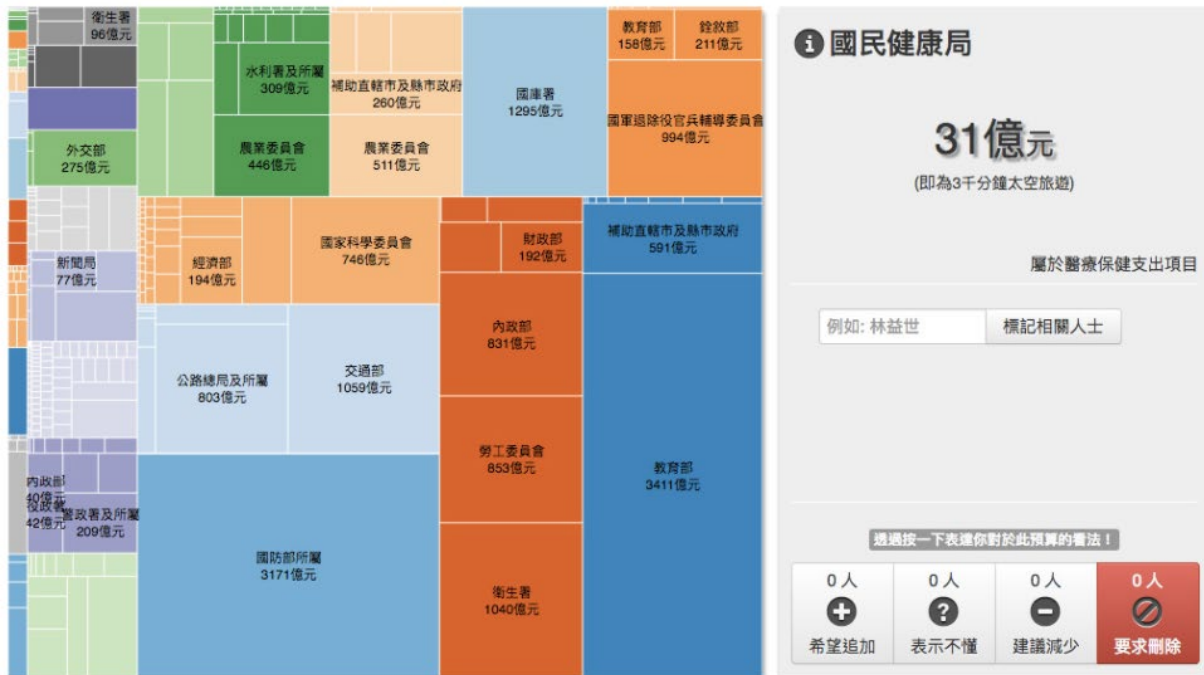 衛生署
96億元
外交部
275億元
新聞局
77億元
內政部
40億元
役政署
42億元
警政署及所屬
209億元
水利署及所屬
309億元
農業委員會
446億元
補助直轄市及縣市政府
260億元
農業委員會
511億元
國庫署
1295億元
教育部
158億元
銓敘部
211億元
國軍退除役官兵輔導委員會
994億元
經濟部
194億元
國家科學委員會
746億元
公路總局及所屬
803億元
交通部
1059億元
國防部所屬
3171億元
財政部
192億元
內政部
831億元
勞工委員會
853億元
衛生署
1040億元
補助直轄市及縣市政府
591億元
教育部
3411億元
國民健康局
31億元
(即為3千分鐘太空旅遊)
屬於醫療保健支出項目
例如: 林益世
標記相關人士
透過按一下表達你對於此預算的看法！
0人
希望追加
0人
表示不懂
0人
建議減少
0人
要求刪除